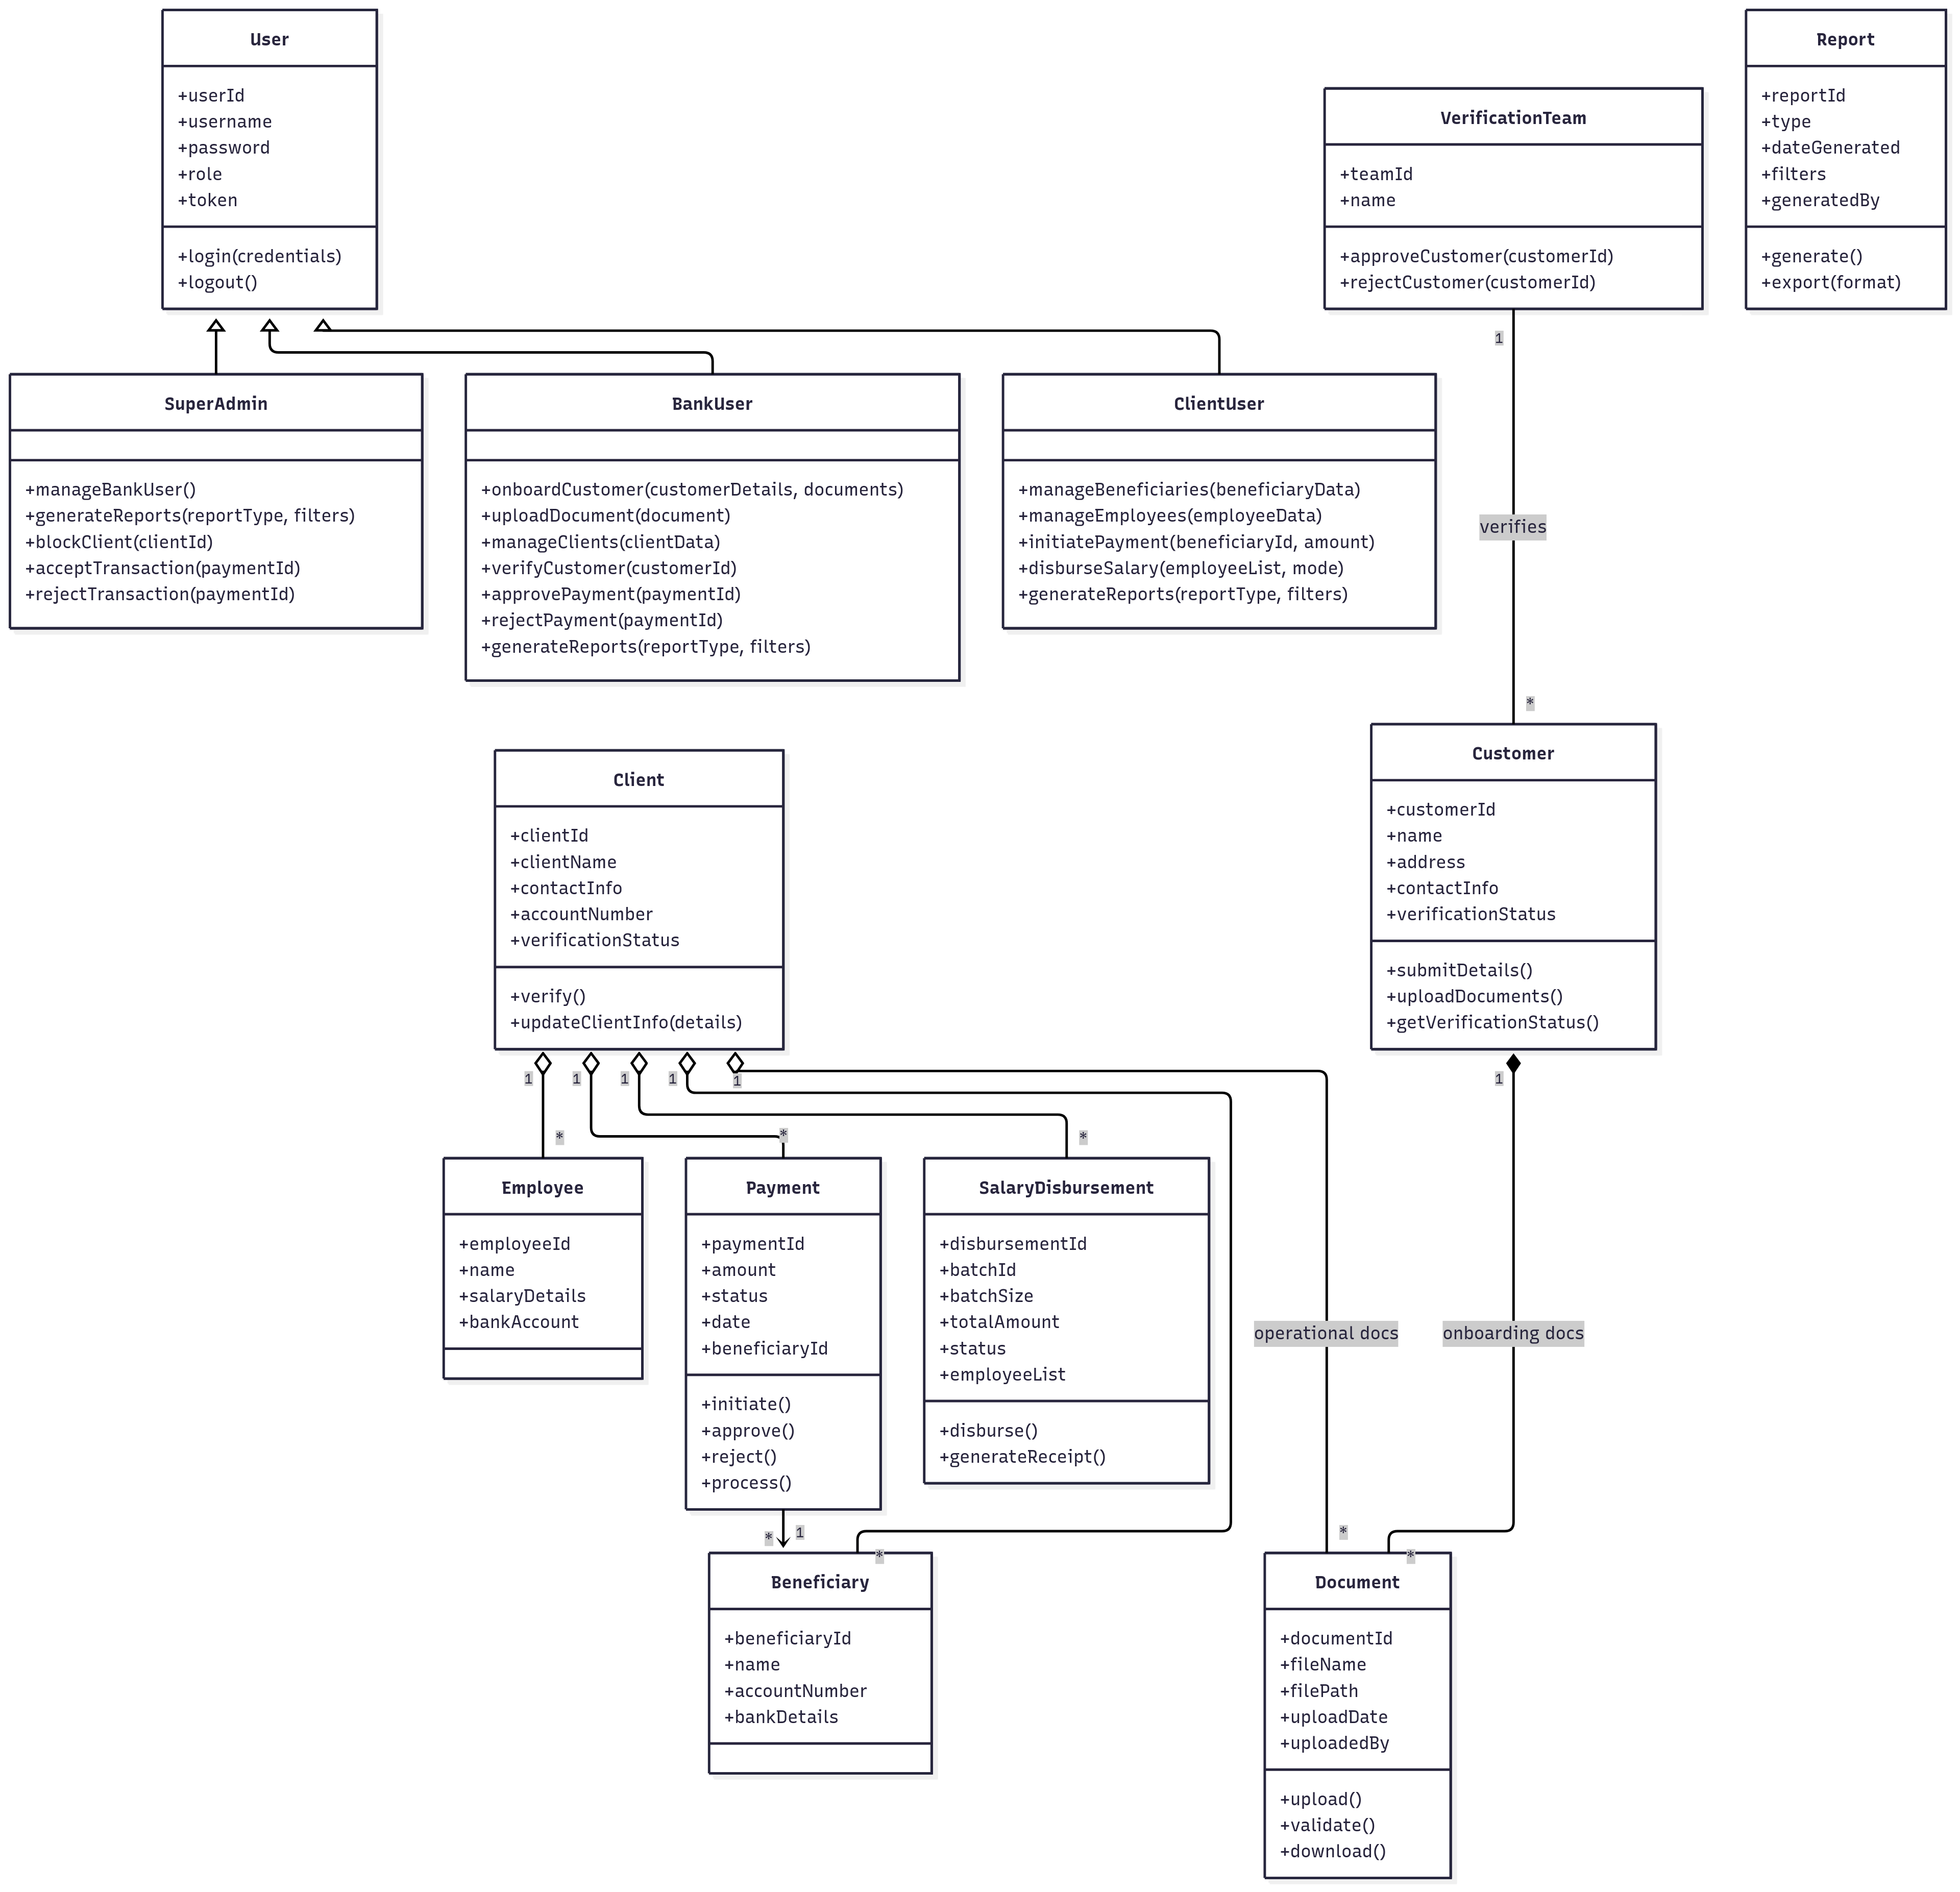 User
+userId
+username
+password
+role
+token
+login(credentials)
+logout()
VerificationTeam
+teamId
+name
+approveCustomer(customerId)
+rejectCustomer(customerId)
Report
+reportId
+type
+dateGenerated
+filters
+generatedBy
+generate()
+export(format)
SuperAdmin
+manageBankUser()
+generateReports(reportType, filters)
+blockClient(clientId)
+acceptTransaction(paymentId)
+rejectTransaction(paymentId)
BankUser
+onboardCustomer(customerDetails, documents)
+uploadDocument(document)
+manageClients(clientData)
+verifyCustomer(customerId)
+approvePayment(paymentId)
+rejectPayment(paymentId)
+generateReports(reportType, filters)
ClientUser
+manageBeneficiaries(beneficiaryData)
+manageEmployees(employeeData)
+initiatePayment(beneficiaryId, amount)
+disburseSalary(employeeList, mode)
+generateReports(reportType, filters)
1
verifies
*
Client
+clientId
+clientName
+contactInfo
+accountNumber
+verificationStatus
+verify()
+updateClientInfo(details)
Customer
+customerId
+name
+address
+contactInfo
+verificationStatus
+submitDetails()
+uploadDocuments()
+getVerificationStatus()
1
1
1
1
1
1
*
*
*
Employee
+employeeId
+name
+salaryDetails
+bankAccount
Payment
+paymentId
+amount
+status
+date
+beneficiaryId
+initiate()
+approve()
+reject()
+process()
SalaryDisbursement
+disbursementId
+batchId
+batchSize
+totalAmount
+status
+employeeList
+disburse()
+generateReceipt()
operational docs
onboarding docs
*
1
*
*
*
Beneficiary
+beneficiaryId
+name
+accountNumber
+bankDetails
Document
+documentId
+fileName
+filePath
+uploadDate
+uploadedBy
+upload()
+validate()
+download()